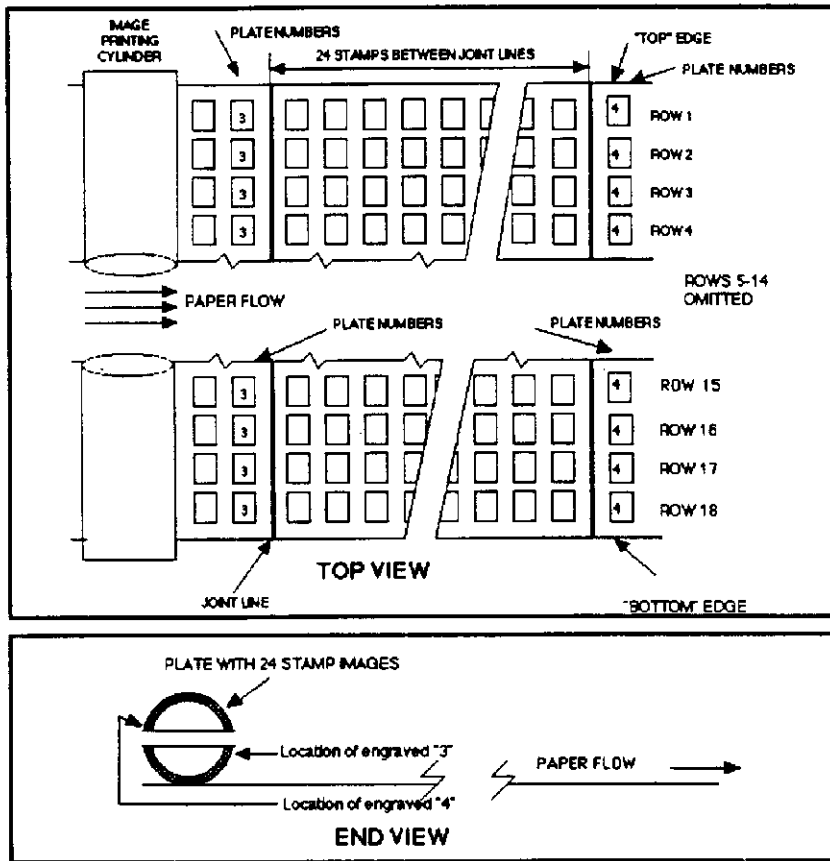 IMAGE
PRINTING
CYLINDER
PLATE NUMBERS
24 STAMPS BETWEEN JOINT LINES
"TOP" EDGE
PLATE NUMBERS
3
4
ROW 1
3
4
ROW 2
3
4
ROW 3
3
4
ROW 4
PAPER FLOW
ROWS 5-14
OMITTED
PLATE NUMBERS
PLATE NUMBERS
3
4
ROW 15
3
4
ROW 16
3
4
ROW 17
3
4
ROW 18
TOP VIEW
JOINT LINE
"BOTTOM" EDGE
PLATE WITH 24 STAMP IMAGES
Location of engraved "3"
PAPER FLOW
Location of engraved "4"
END VIEW